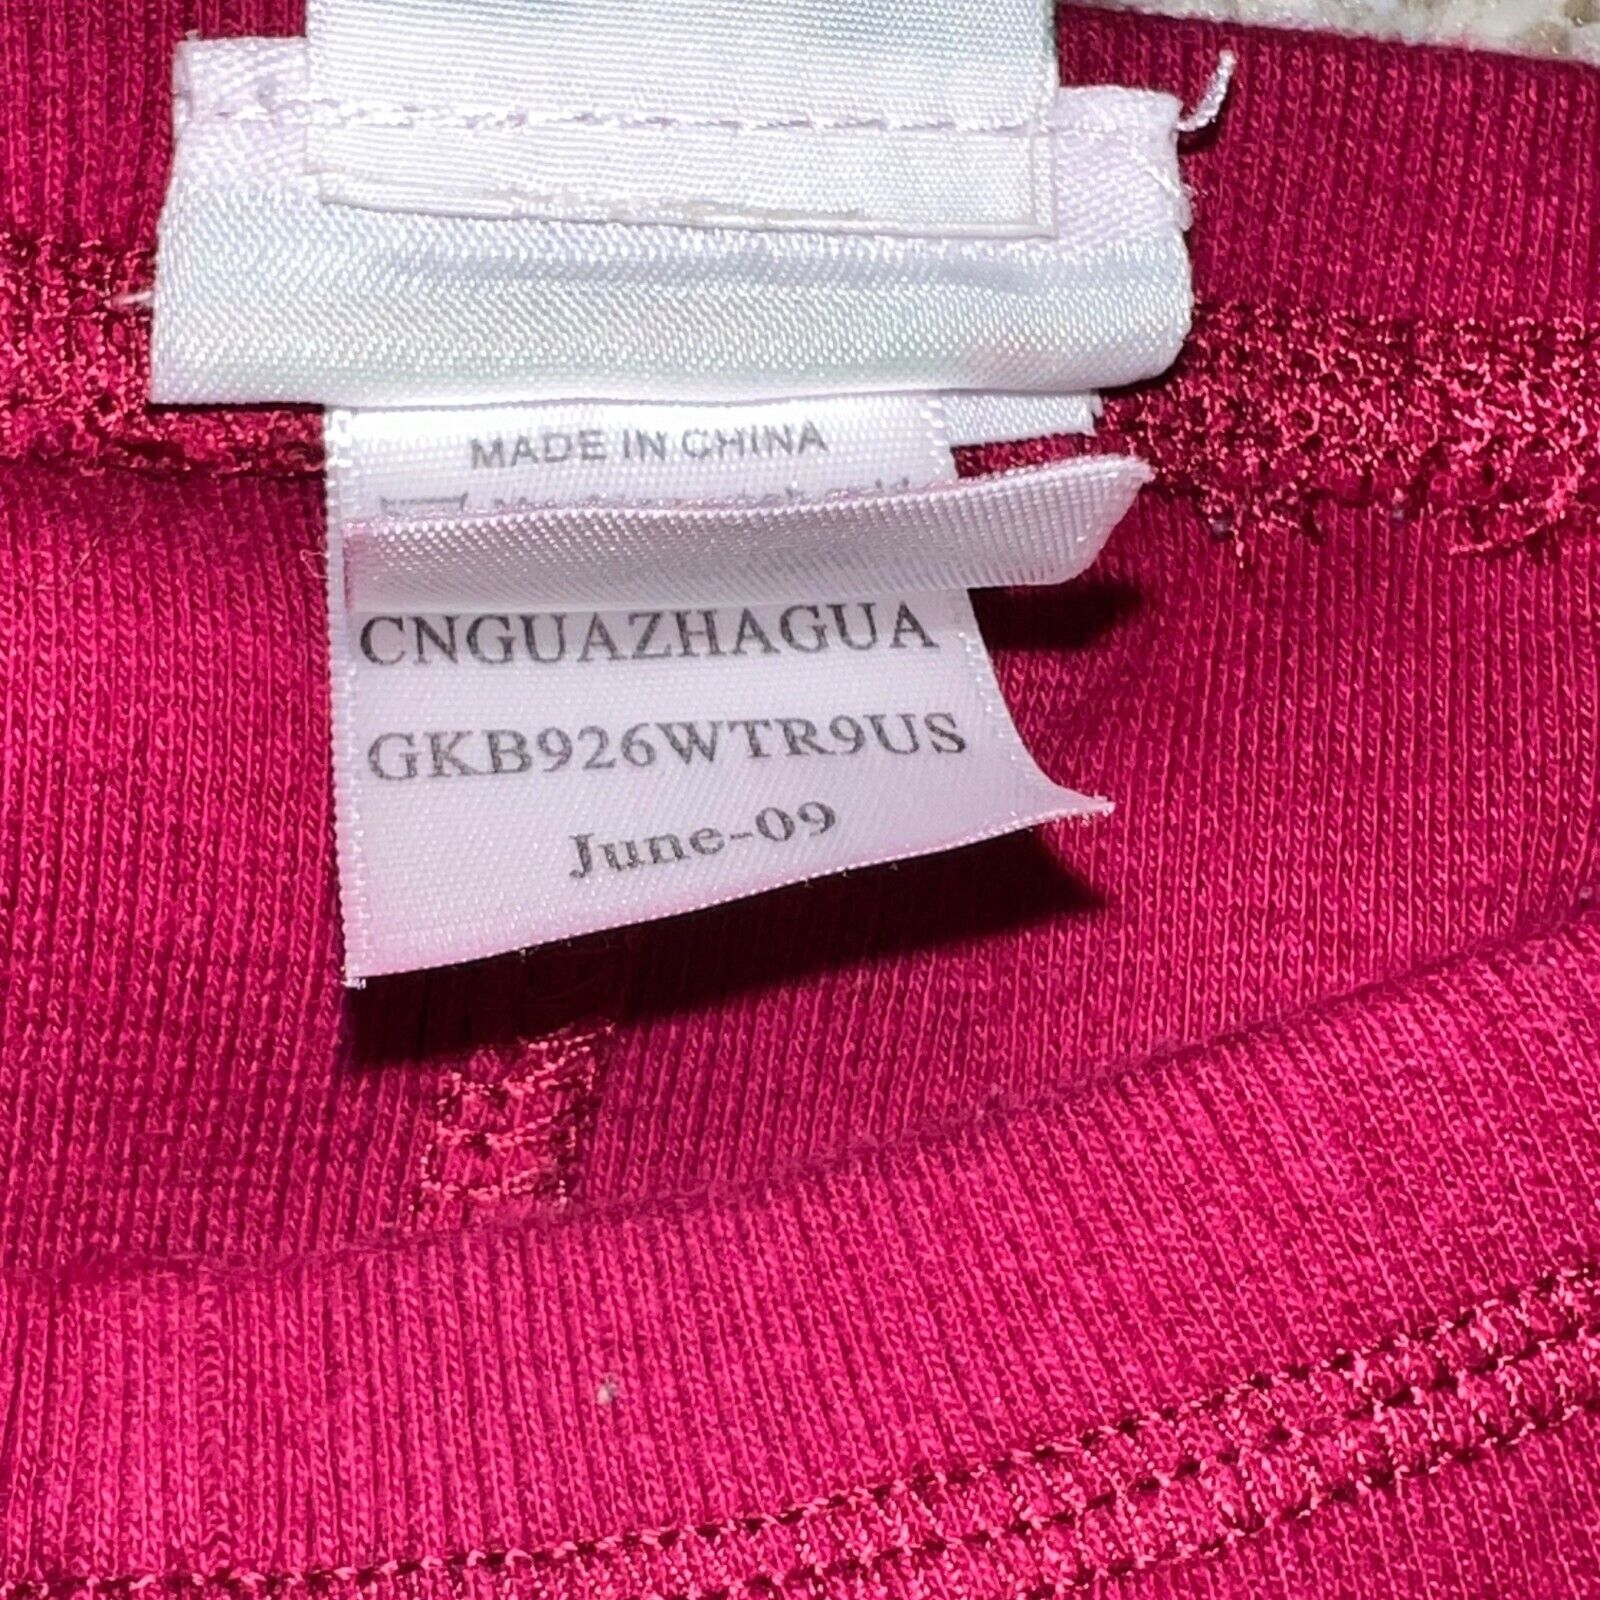 MADE IN CHINA
CNGUAZHAGUA
GKB926WTR9US
June-09